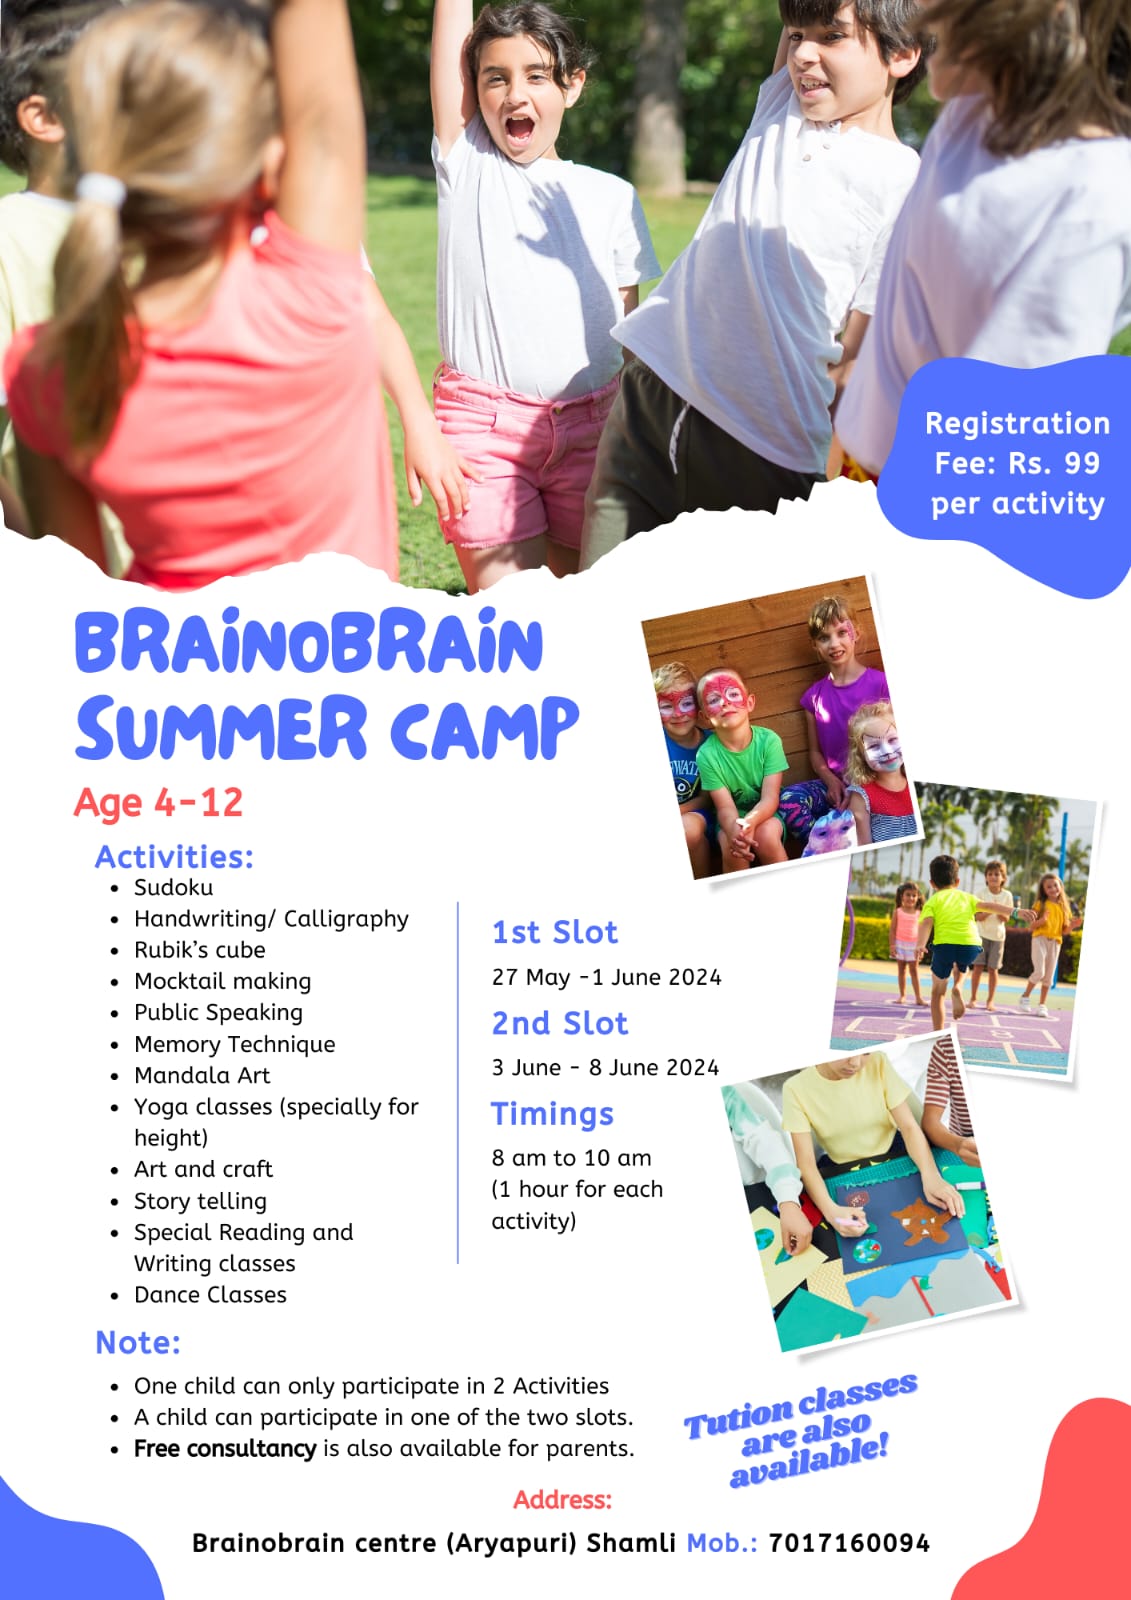 Registration
Fee: Rs. 99
per activity
BRAiNOBRAiN
SUMMER CAMP
Age 4-12
Activities:
• Sudoku
• Handwriting/ Calligraphy
• Rubik's cube
• Mocktail making
• Public Speaking
• Memory Technique
• Mandala Art
• Yoga classes (specially for
height)
• Art and craft
• Story telling
• Special Reading and
Writing classes
• Dance Classes
1st Slot
27 May -1 June 2024
2nd Slot
3 June - 8 June 2024
Timings
8 am to 10 am
(1 hour for each
activity)
Note:
• One child can only participate in 2 Activities
• A child can participate in one of the two slots.
• Free consultancy is also available for parents.
Tution classes
are also
available!
Address:
Brainobrain centre (Aryapuri) Shamli Mob.: 7017160094